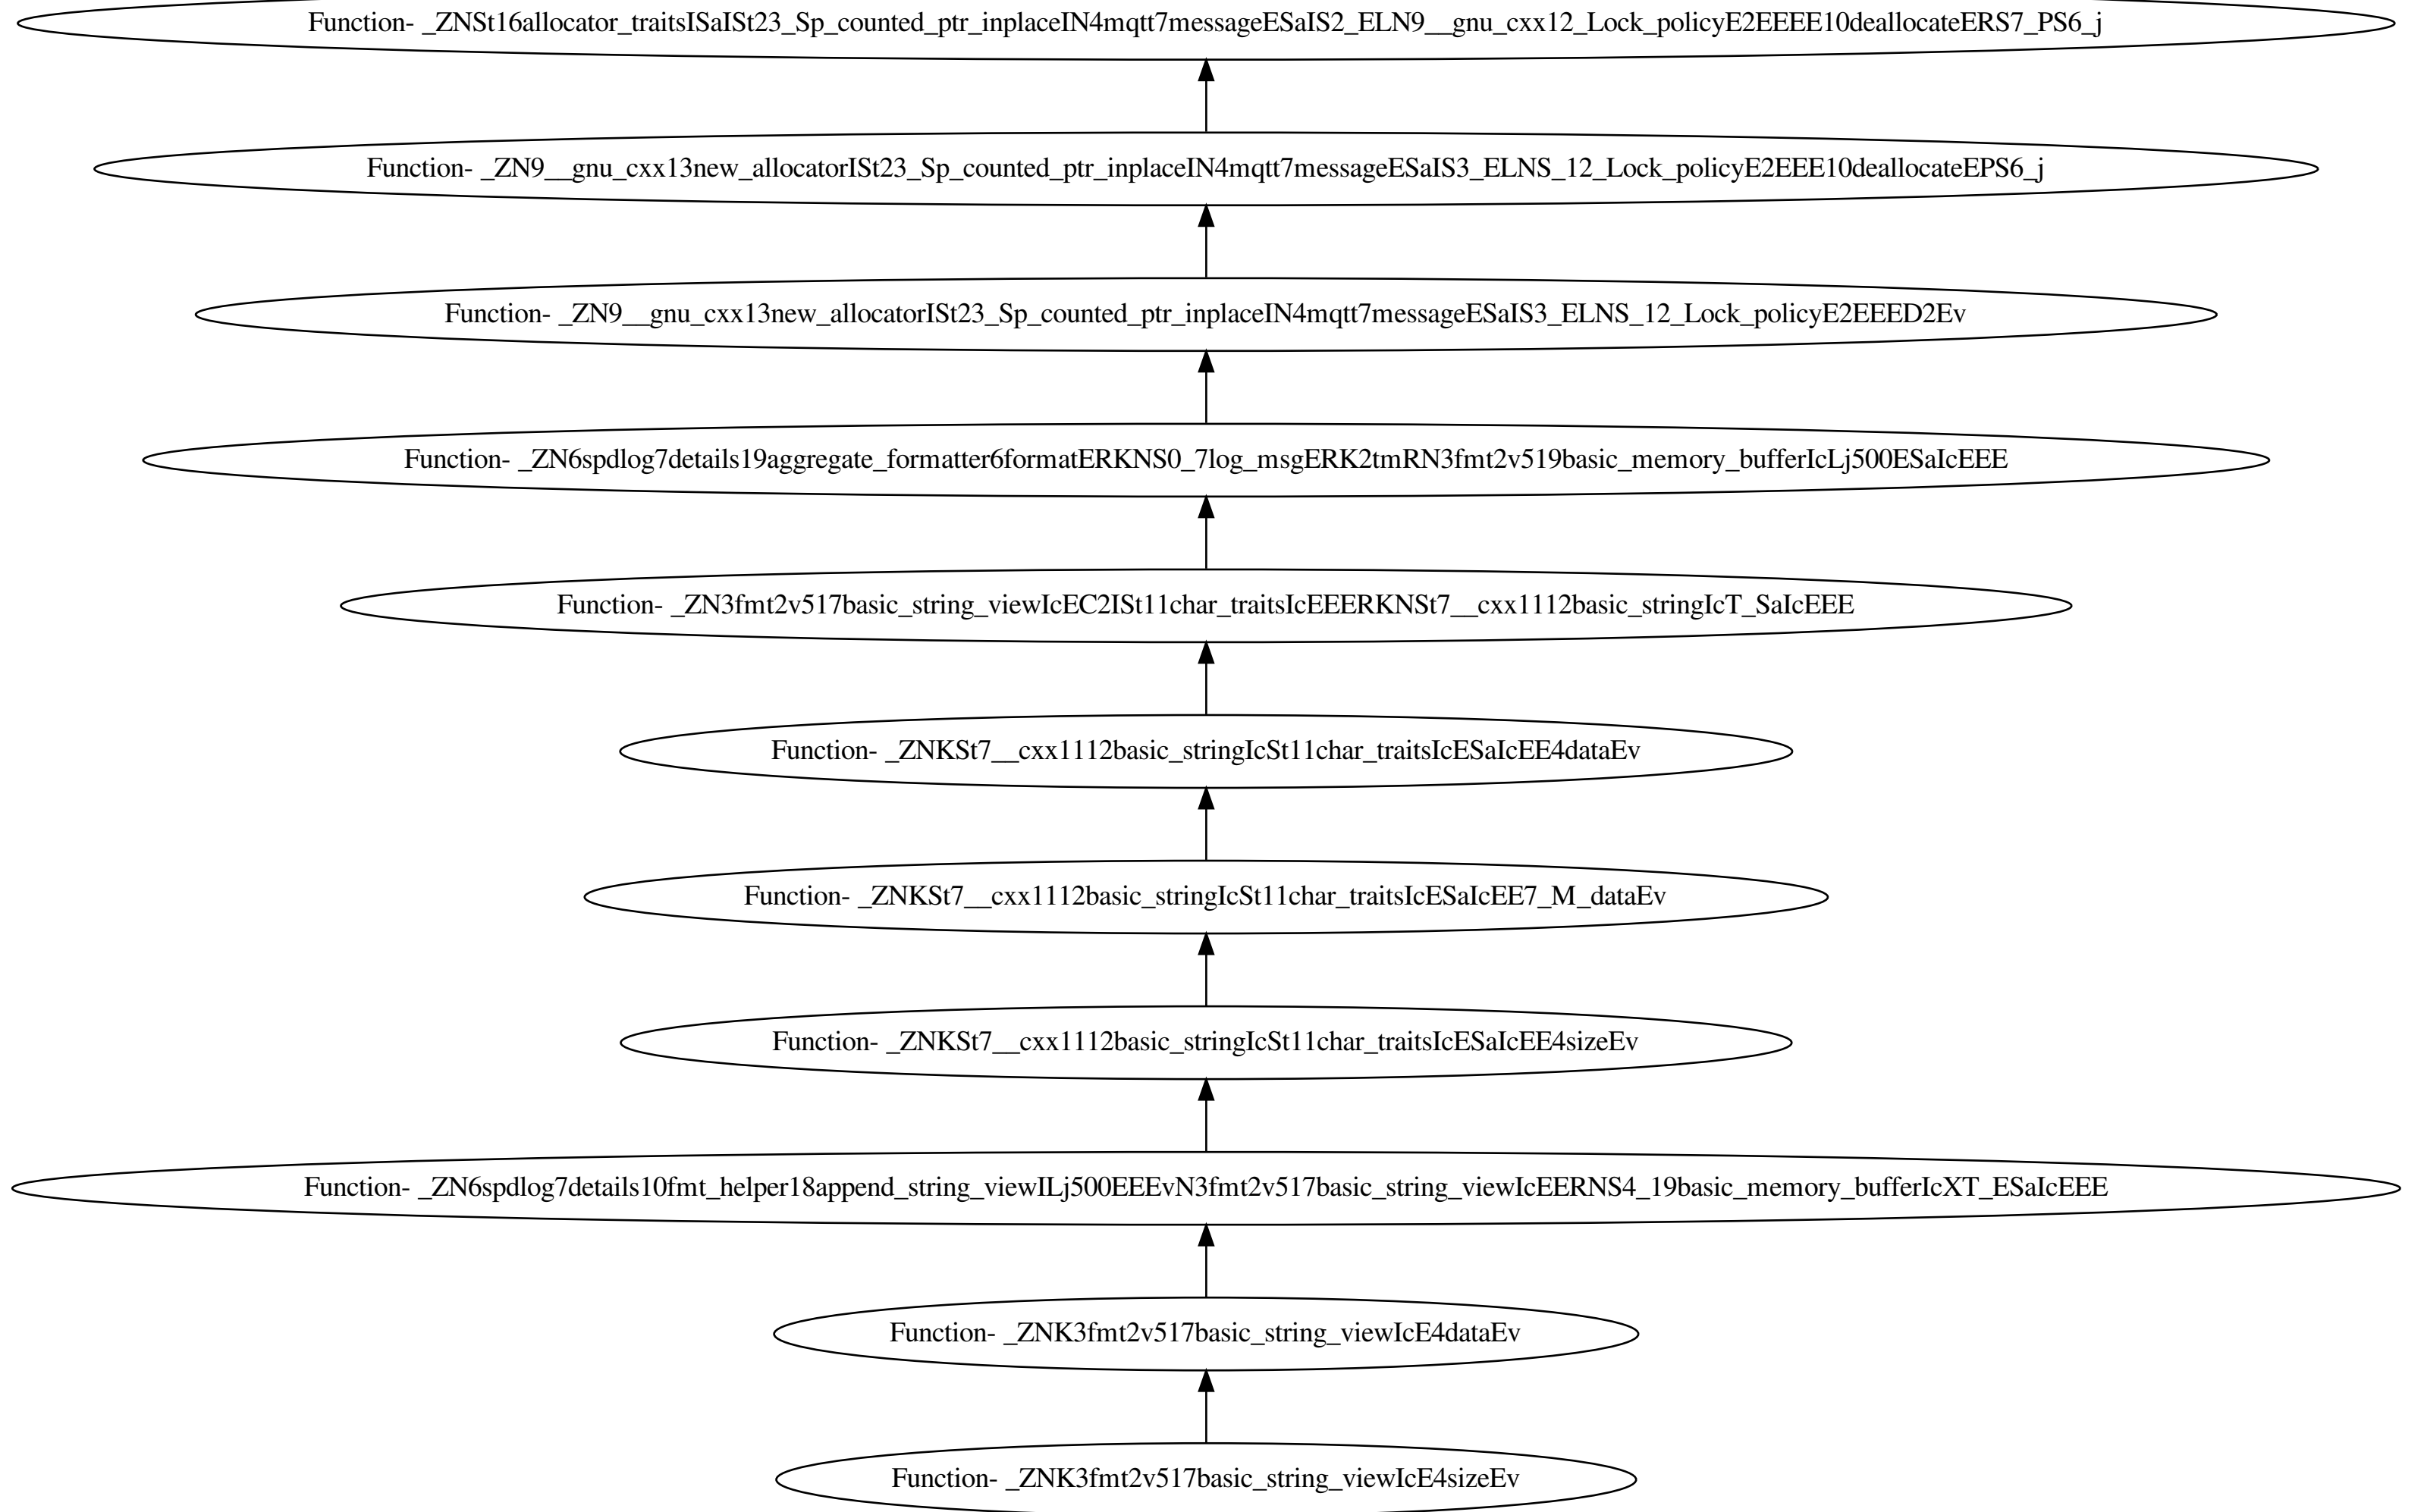 Function- _ZNSt16allocator_traitsISaISt23_Sp_counted_ptr_inplaceIN4mqtt7messageESaIS2_ELN9__gnu_cxx12_Lock_policyE2EEEE10deallocateERS7_PS6_j
Function- _ZN9__gnu_cxx13new_allocatorISt23_Sp_counted_ptr_inplaceIN4mqtt7messageESaIS3_ELNS_12_Lock_policyE2EEE10deallocateEPS6_j
Function- _ZN9__gnu_cxx13new_allocatorISt23_Sp_counted_ptr_inplaceIN4mqtt7messageESaIS3_ELNS_12_Lock_policyE2EEED2Ev
Function- _ZN6spdlog7details19aggregate_formatter6formatERKNS0_7log_msgERK2tmRN3fmt2v519basic_memory_bufferIcLj500ESaIcEEE
Function- _ZN3fmt2v517basic_string_viewIcEC2ISt11char_traitsIcEEERKNSt7__cxx1112basic_stringIcT_SaIcEEE
Function- _ZNKSt7__cxx1112basic_stringIcSt11char_traitsIcESaIcEE4dataEv
Function- _ZNKSt7__cxx1112basic_stringIcSt11char_traitsIcESaIcEE7_M_dataEv
Function- _ZNKSt7__cxx1112basic_stringIcSt11char_traitsIcESaIcEE4sizeEv
Function- _ZN6spdlog7details10fmt_helper18append_string_viewILj500EEEvN3fmt2v517basic_string_viewIcEERNS4_19basic_memory_bufferIcXT_ESaIcEEE
Function- _ZNK3fmt2v517basic_string_viewIcE4dataEv
Function- _ZNK3fmt2v517basic_string_viewIcE4sizeEv